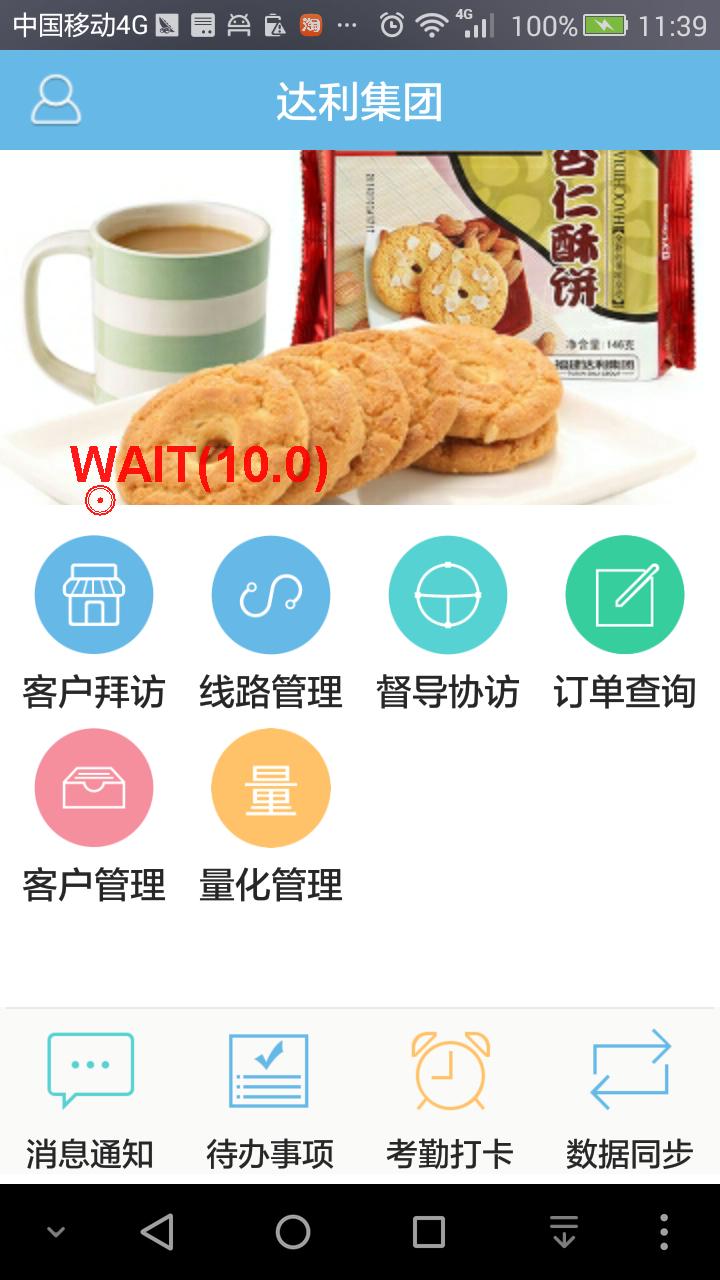 中国移动4G
淘
4G
100%
11:39
达利集团
杏仁酥饼
净含量:146克
福建达利集团
WAIT(10.0)
客户拜访
线路管理
督导协访
订单查询
量
客户管理
量化管理
消息通知
待办事项
考勤打卡
数据同步